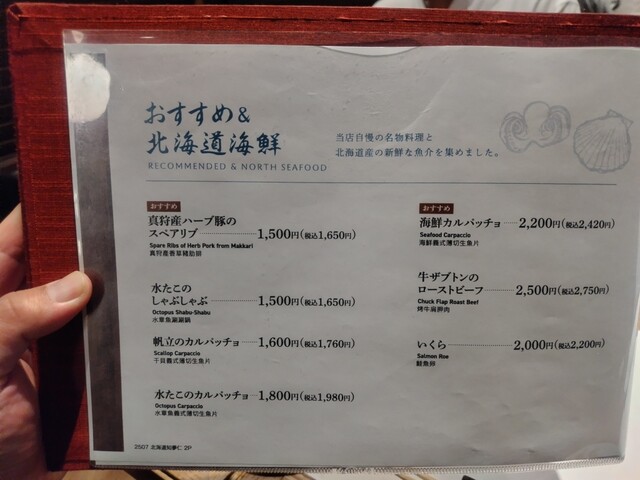 おすすめ&
北海道海鮮
RECOMMENDED & NORTH SEAFOOD
当店自慢の名物料理と
北海道産の新鮮な魚介を集めました。
おすすめ
真狩産ハーブ豚の
スペアリブ 1,500円(税込1,650円)
Spare Ribs of Herb Pork from Makkari
真狩產香草豬肋排
水たこの
しゃぶしゃぶ 1,500円(税込1,650円)
Octopus Shabu-Shabu
水章魚涮涮鍋
帆立のカルパッチョ 1,600円(税込1,760円)
Scallop Carpaccio
干貝義式薄切生魚片
水たこのカルパッチョ 1,800円(税込1,980円)
Octopus Carpaccio
水章魚義式薄切生魚片
おすすめ
海鮮カルパッチョ 2,200円(税込2,420円)
Seafood Carpaccio
海鮮義式薄切生魚片
牛ザブトンの
ローストビーフ 2,500円(税込2,750円)
Chuck Flap Roast Beef
烤牛肩胛肉
いくら 2,000円(税込2,200円)
Salmon Roe
鮭魚卵
2507 北海道知夢仁 2P